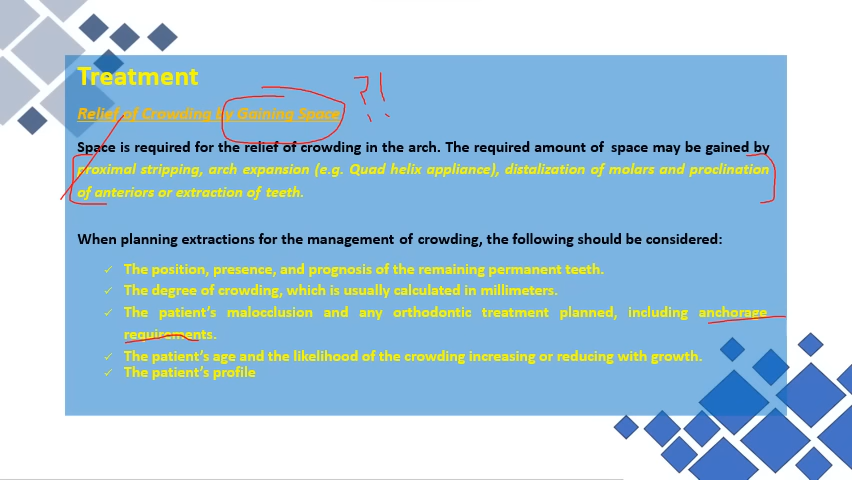 Treatment
Relief of Crowding by Gaining Space
?!
Space is required for the relief of crowding in the arch. The required amount of space may be gained by
proximal stripping, arch expansion (e.g. Quad helix appliance), distalization of molars and proclination
of anteriors or extraction of teeth.
When planning extractions for the management of crowding, the following should be considered:
✓ The position, presence, and prognosis of the remaining permanent teeth.
✓ The degree of crowding, which is usually calculated in millimeters.
✓ The patient's malocclusion and any orthodontic treatment planned, including anchorage
requirements.
✓ The patient's age and the likelihood of the crowding increasing or reducing with growth.
✓ The patient's profile